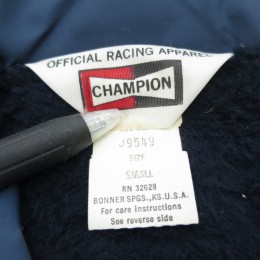 OFFICIAL RACING APPAREL
CHAMPION
J9549
SIZE
SMALL
RN 32628
BONNER SPGS., KS. U.S.A.
For care instructions
See reverse side